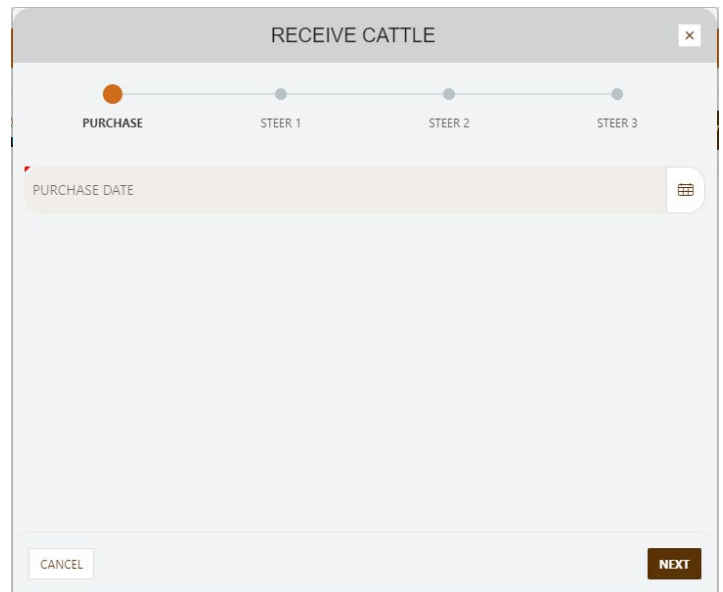 RECEIVE CATTLE
PURCHASE
STEER 1
STEER 2
STEER 3
PURCHASE DATE
CANCEL
NEXT